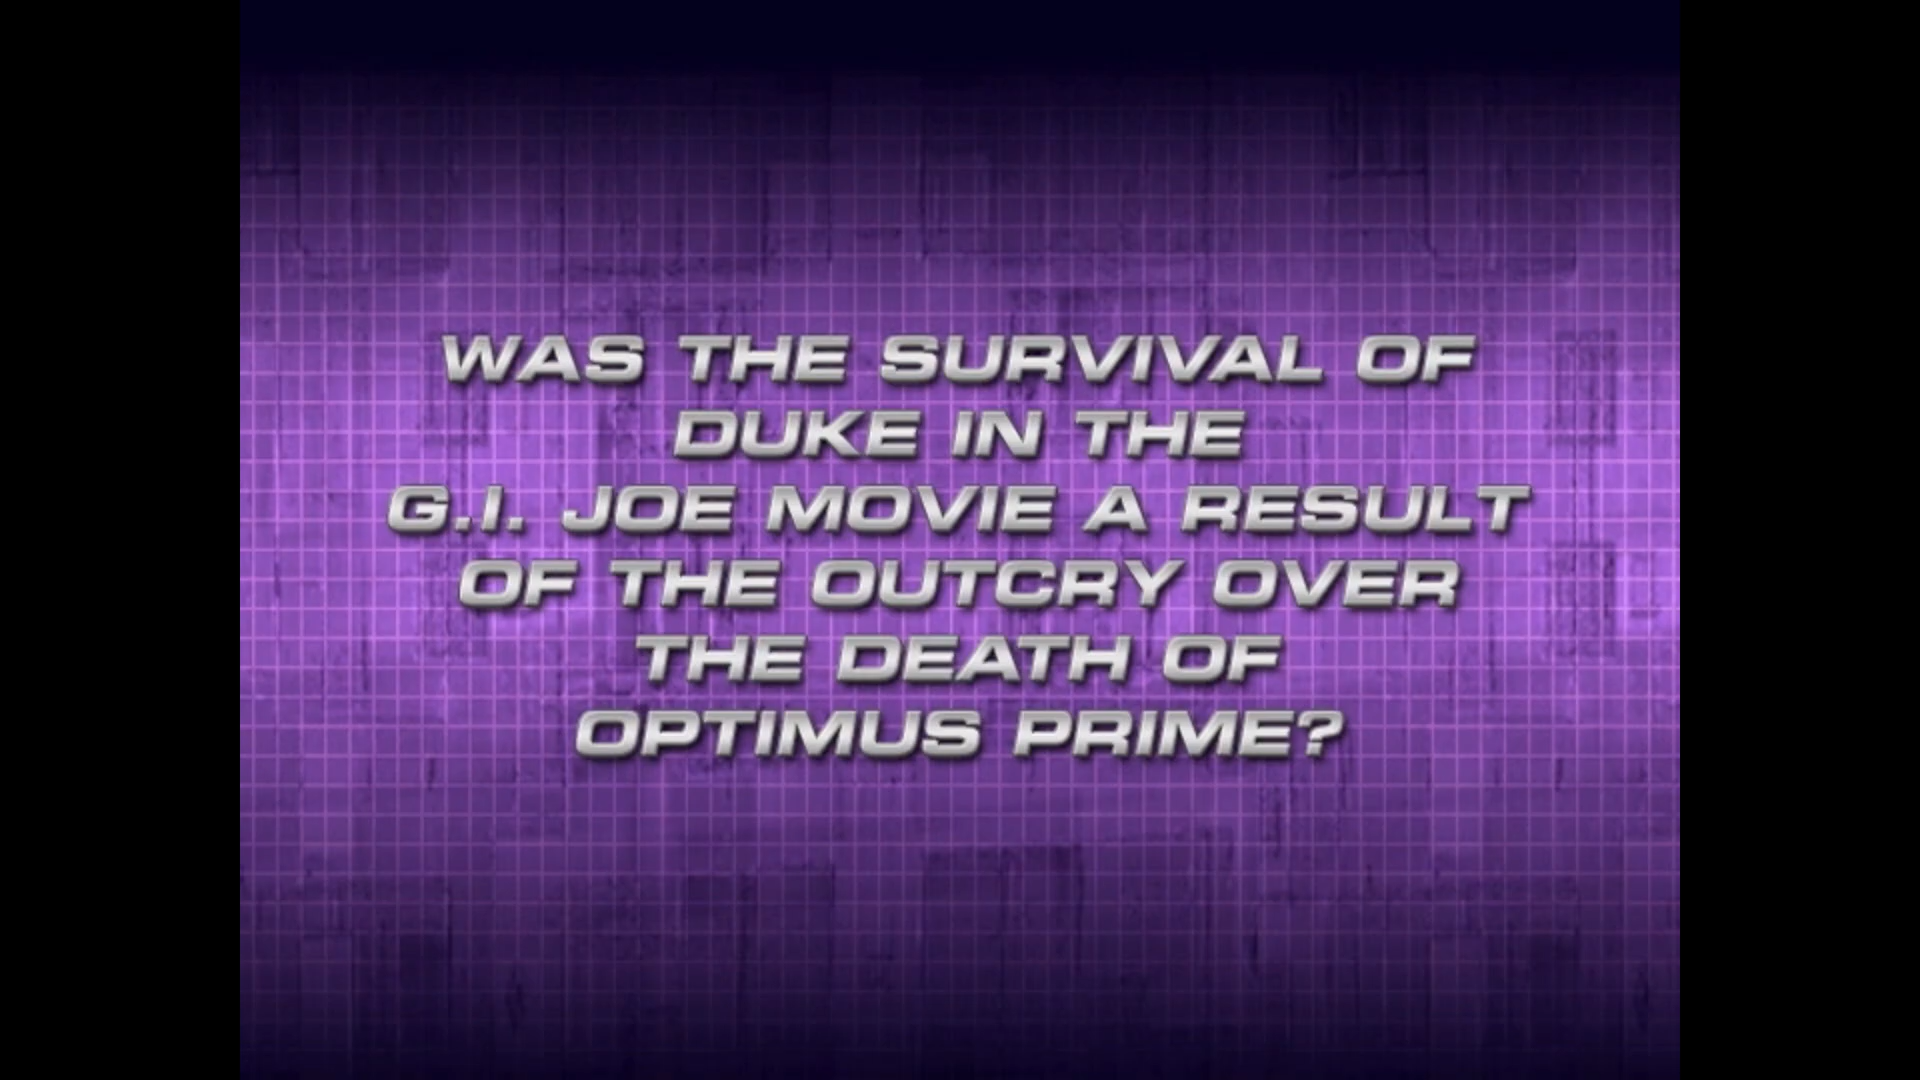 WAS THE SURVIVAL OF
DUKE IN THE
G.I. JOE MOVIE A RESULT
OF THE OUTCRY OVER
THE DEATH OF
OPTIMUS PRIME?